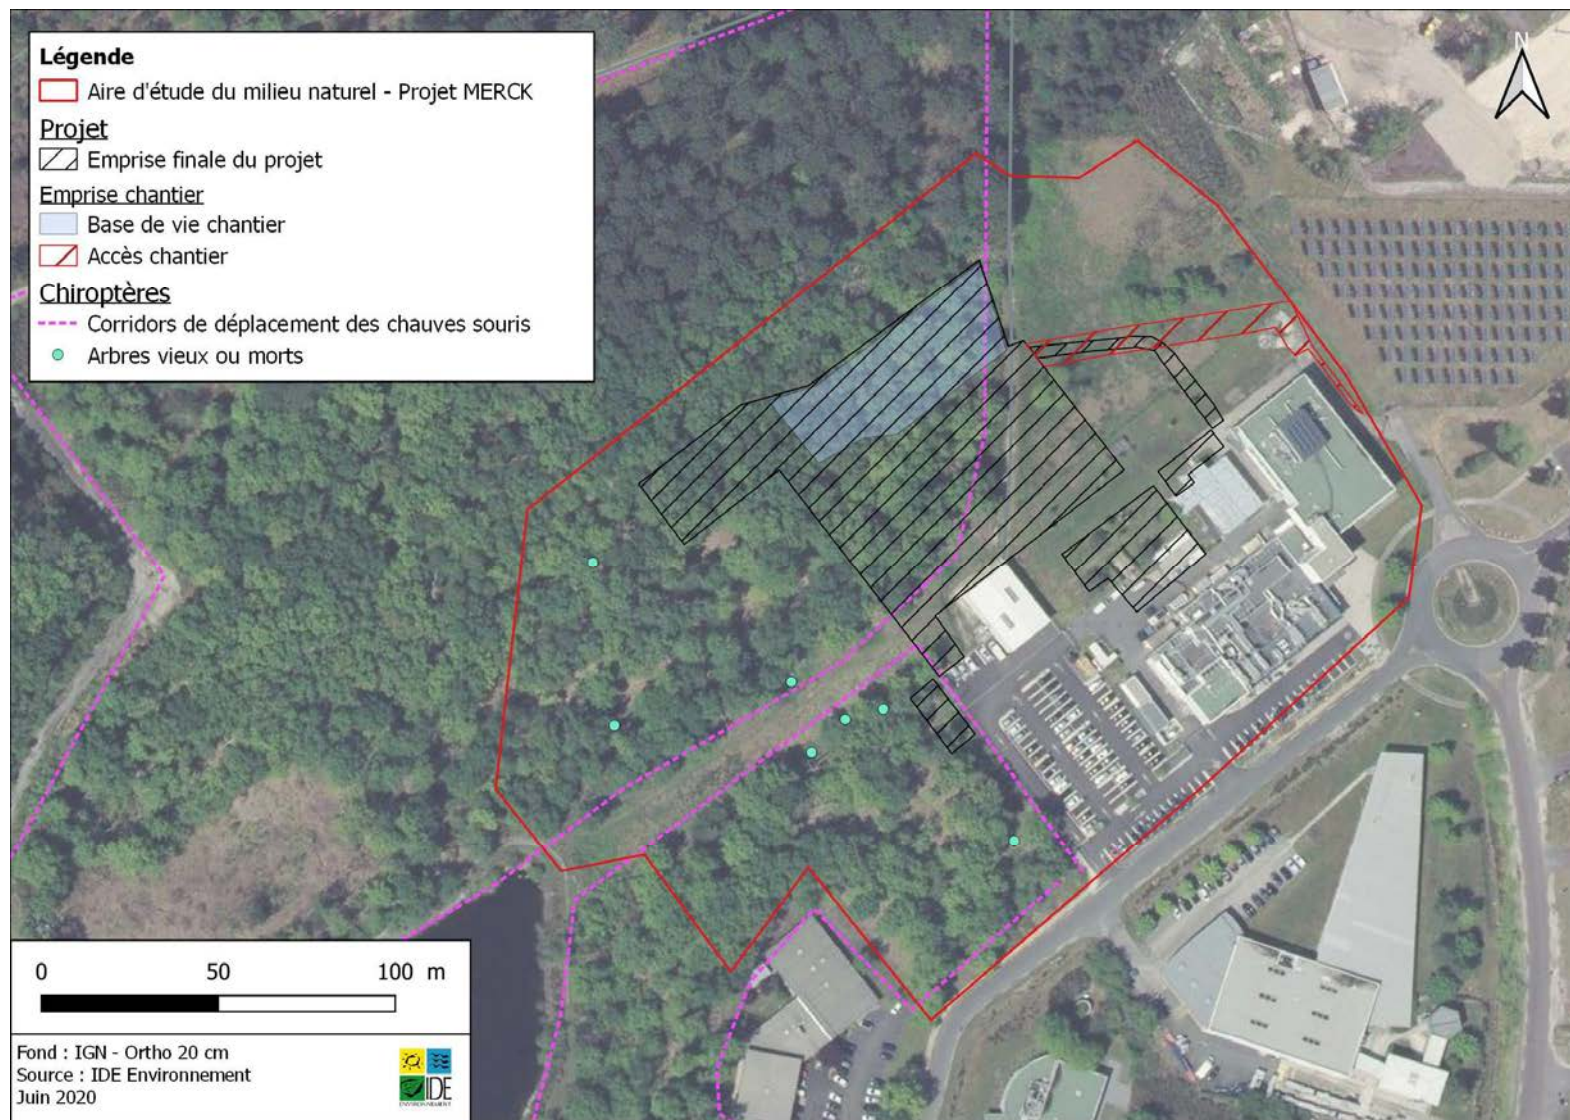 Légende
Aire d'étude du milieu naturel - Projet MERCK
Projet
Emprise finale du projet
Emprise chantier
Base de vie chantier
Accès chantier
Chiroptères
Corridors de déplacement des chauves souris
Arbres vieux ou morts
N
0 50 100 m
Fond : IGN - Ortho 20 cm
Source : IDE Environnement
Juin 2020
IDE
ENVIRONNEMENT